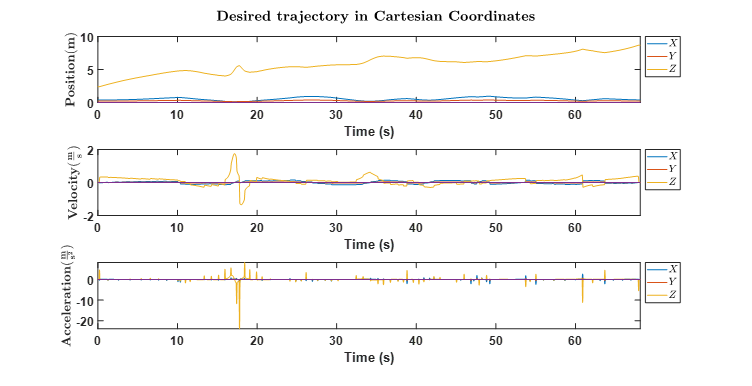 Desired trajectory in Cartesian Coordinates
Position(m)
10
5
0
0 10 20 30 40 50 60
Time (s)
X
Y
Z
Velocity(m/s)
2
0
-2
0 10 20 30 40 50 60
Time (s)
X
Y
Z
Acceleration(m/s²)
0
-10
-20
0 10 20 30 40 50 60
Time (s)
X
Y
Z